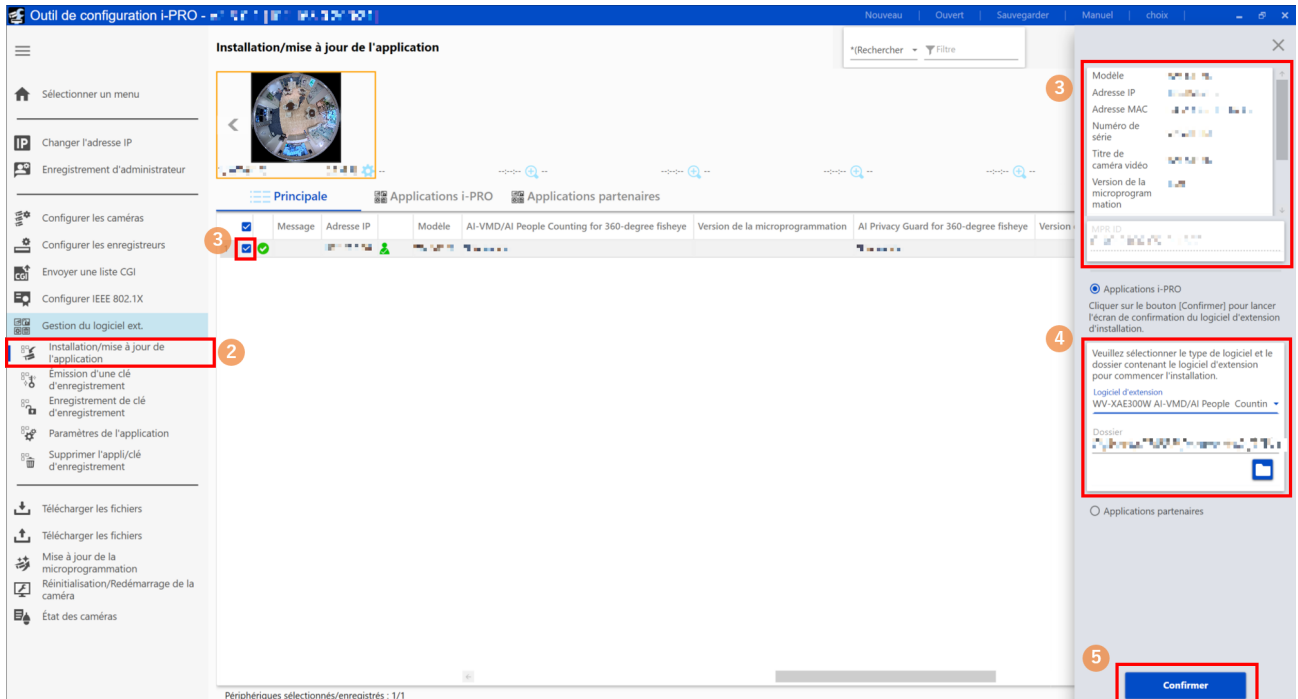 Outil de configuration i-PRO -
Nouveau | Ouvert | Sauvegarder | Manuel | choix |
Installation/mise à jour de l'application
*(Rechercher
Filtre
Sélectionner un menu
Changer l'adresse IP
Enregistrement d'administrateur
Configurer les caméras
Configurer les enregistreurs
Envoyer une liste CGI
Configurer IEEE 802.1X
Gestion du logiciel ext.
Installation/mise à jour de
l'application
2
Émission d'une clé
d'enregistrement
Enregistrement de clé
d'enregistrement
Paramètres de l'application
Supprimer l'appli/clé
d'enregistrement
Télécharger les fichiers
Télécharger les fichiers
Mise à jour de la
microprogrammation
Réinitialisation/Redémarrage de la
caméra
État des caméras
-- --:--:-- -- --:--:-- -- --:--:-- -- --:--:-- --
Principale
Applications i-PRO
Applications partenaires
Message Adresse IP Modèle AI-VMD/AI People Counting for 360-degree fisheye Version de la microprogrammation AI Privacy Guard for 360-degree fisheye Version
3
Périphériques sélectionnés/enregistrés : 1/1
3
Modèle
Adresse IP
Adresse MAC
Numéro de
série
Titre de
caméra vidéo
Version de la
microprogram
mation
MPR ID
Applications i-PRO
Cliquer sur le bouton [Confirmer] pour lancer
l'écran de confirmation du logiciel d'extension
d'installation.
4
Veuillez sélectionner le type de logiciel et le
dossier contenant le logiciel d'extension
pour commencer l'installation.
Logiciel d'extension
WV-XAE300W AI-VMD/AI People Countin
Dossier
Applications partenaires
5
Confirmer